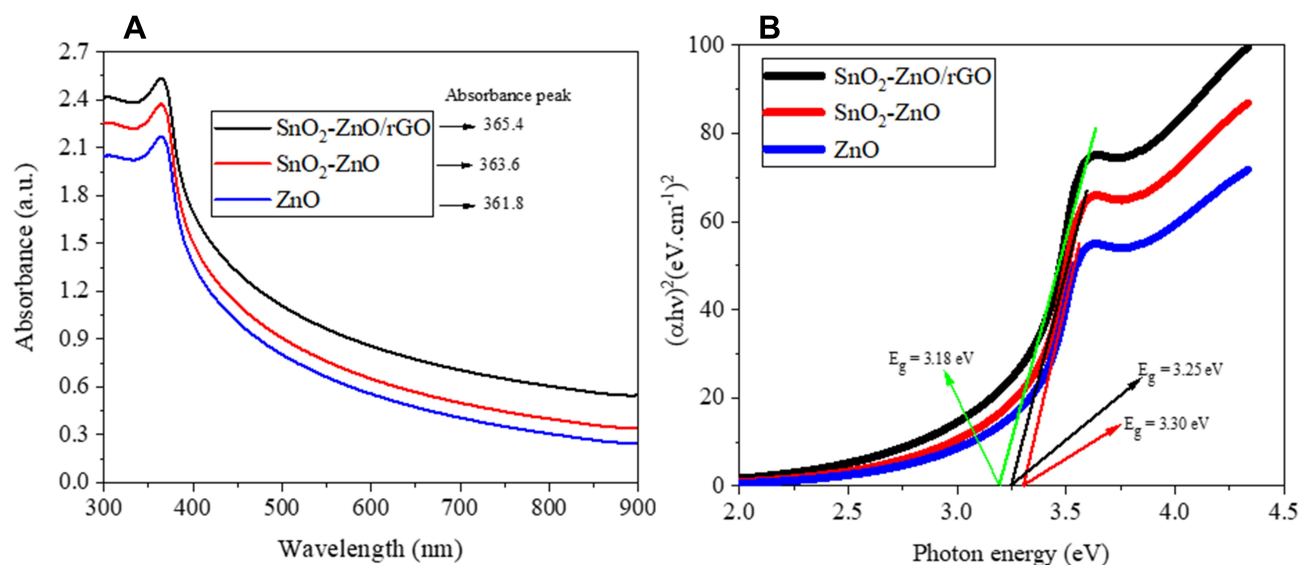 A
2.7
2.4
2.1
1.8
1.5
1.2
0.9
0.6
0.3
0.0
Absorbance (a.u.)
300 400 500 600 700 800 900
Wavelength (nm)
Absorbance peak
SnO₂-ZnO/rGO 365.4
SnO₂-ZnO 363.6
ZnO 361.8
B
100
80
60
40
20
0
(αhν)²(eV.cm⁻¹)²
2.0 2.5 3.0 3.5 4.0 4.5
Photon energy (eV)
SnO₂-ZnO/rGO
SnO₂-ZnO
ZnO
E_g = 3.18 eV
E_g = 3.25 eV
E_g = 3.30 eV